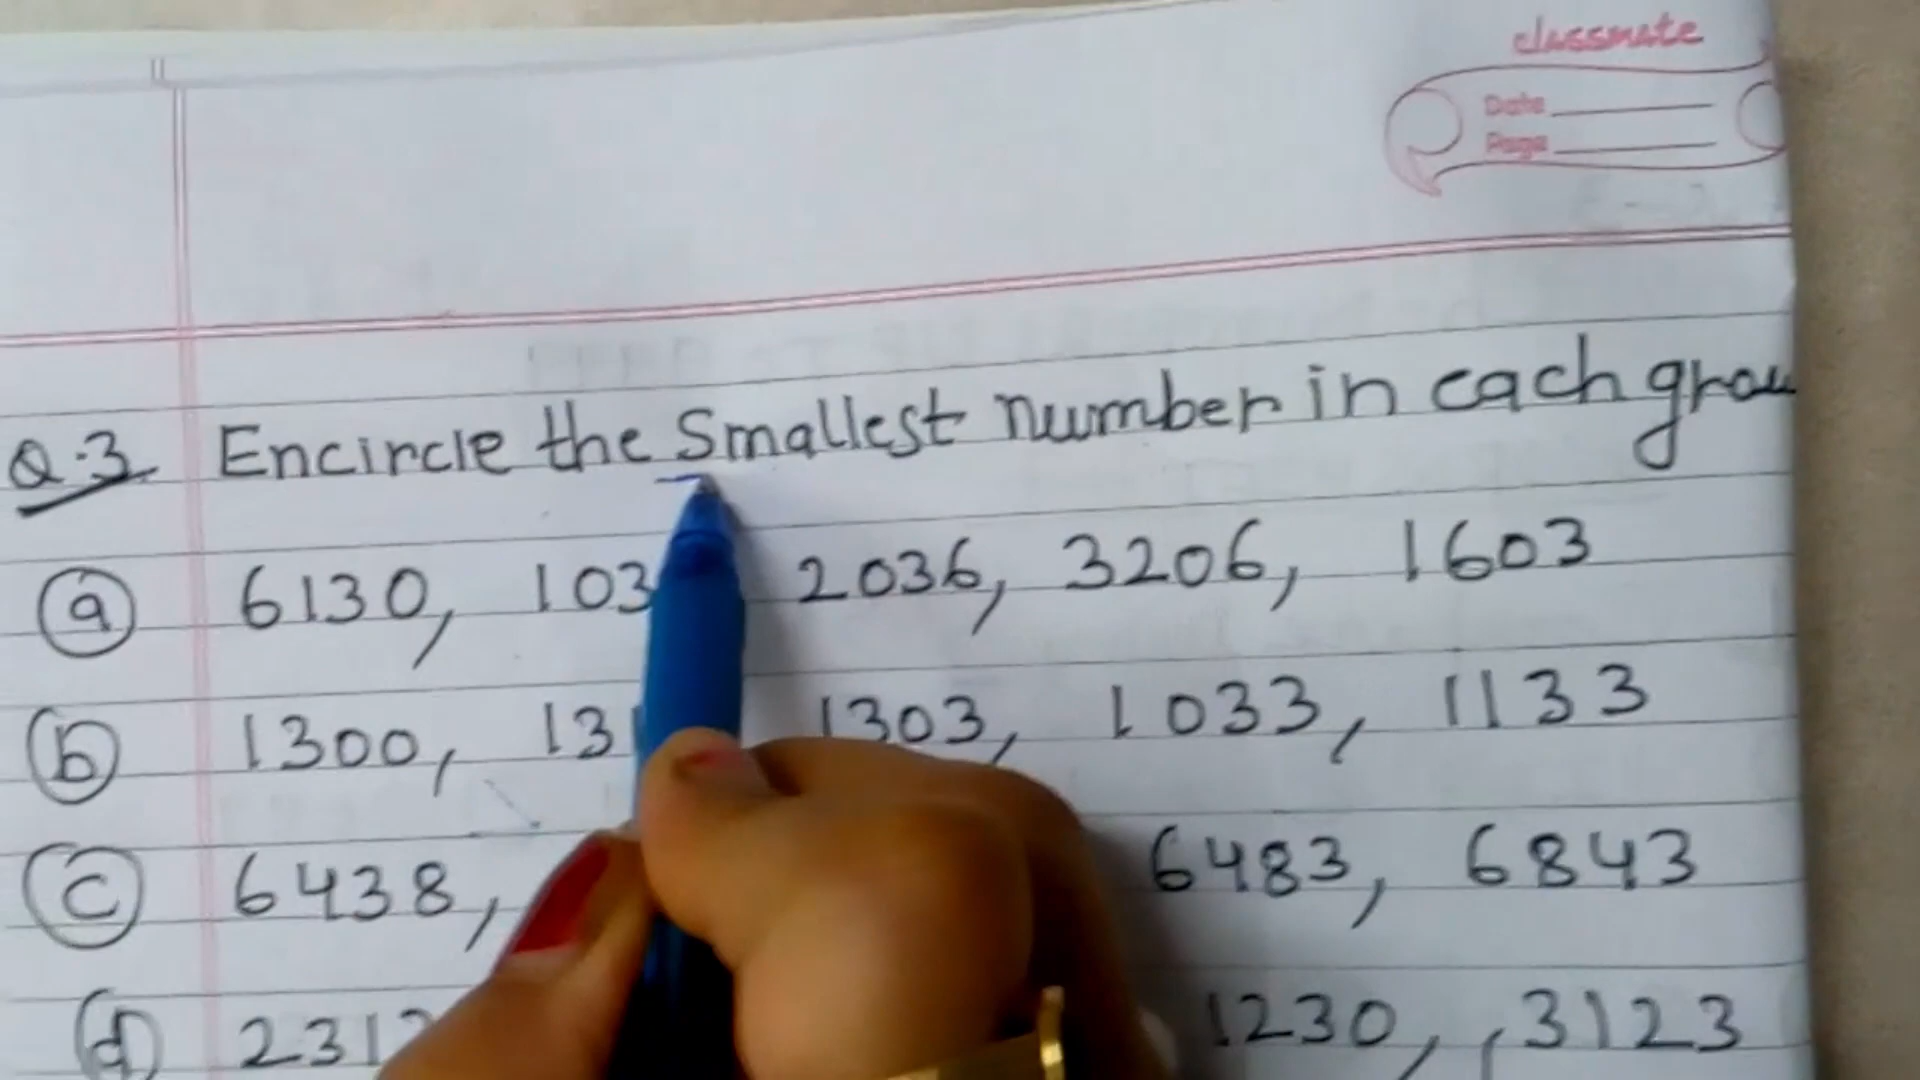 classmate
Date
Page
Q.3. Encircle the Smallest number in each grou
a 6130, 103 2036, 3206, 1603
b 1300, 13 1303, 1033, 1133
c 6438, 6483, 6843
d 231 1230, 3123